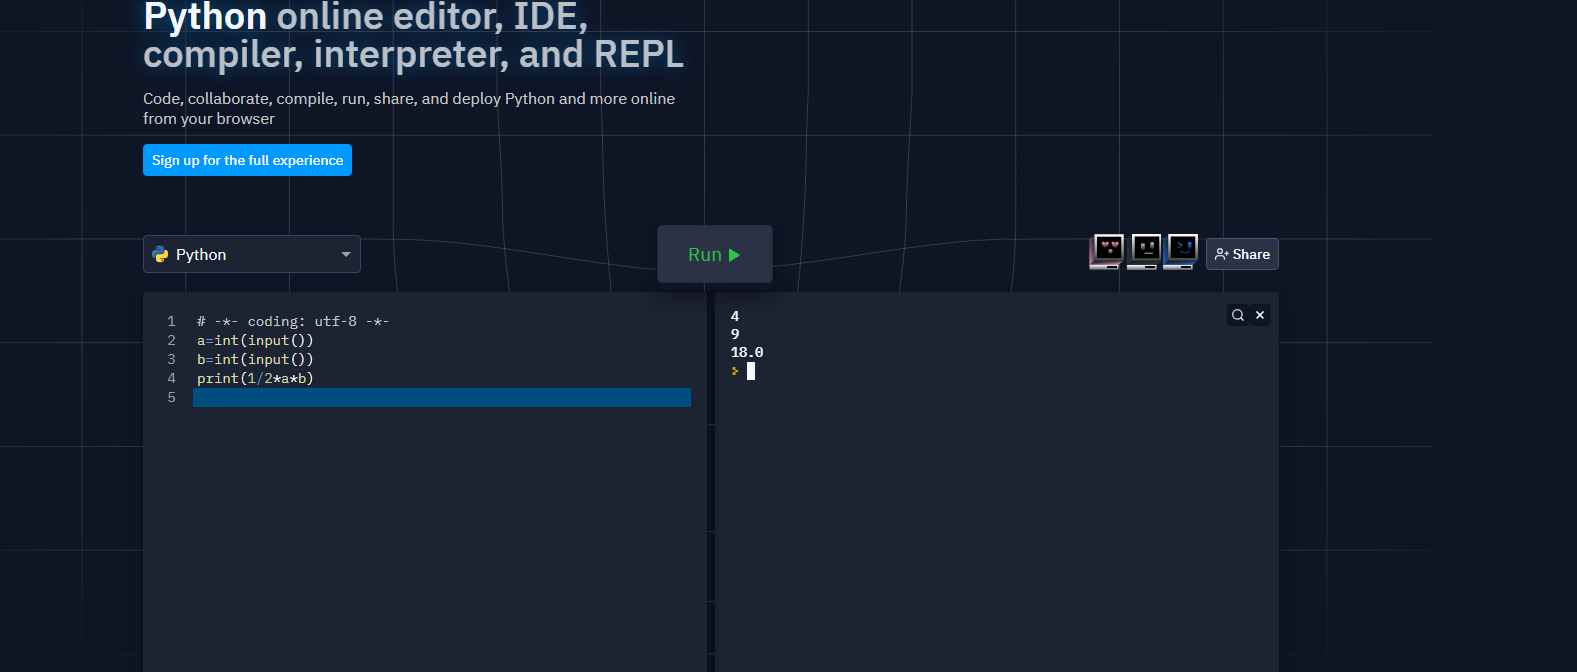 Python online editor, IDE,
compiler, interpreter, and REPL
Code, collaborate, compile, run, share, and deploy Python and more online
from your browser
Sign up for the full experience
Python
Run
Share
1 # -*- coding: utf-8 -*-
2 a=int(input())
3 b=int(input())
4 print(1/2*a*b)
5
4
9
18.0